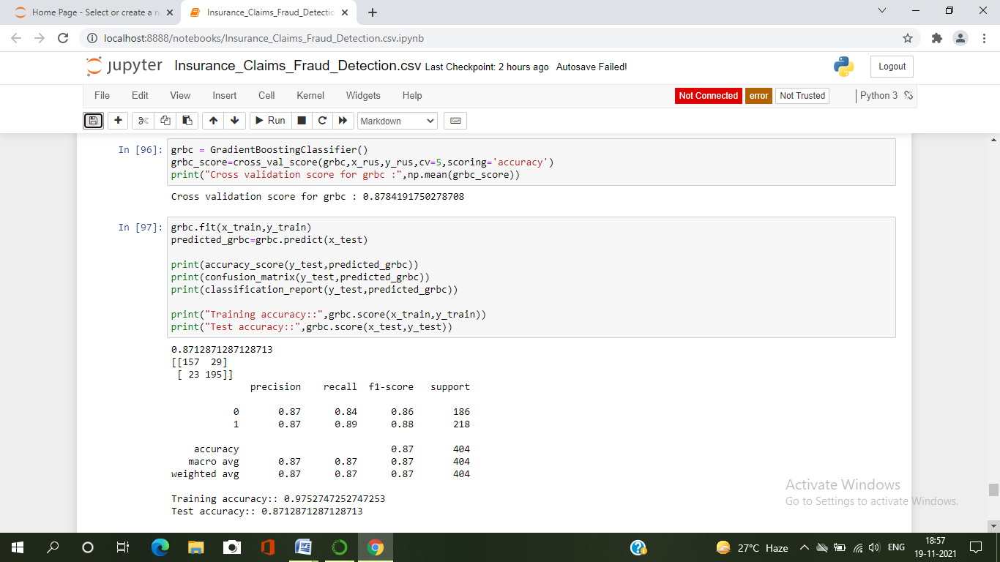 Home Page - Select or create a n
Insurance_Claims_Fraud_Detectio
localhost:8888/notebooks/Insurance_Claims_Fraud_Detection.csv.ipynb
jupyter Insurance_Claims_Fraud_Detection.csv Last Checkpoint: 2 hours ago Autosave Failed!
Logout
File Edit View Insert Cell Kernel Widgets Help
Not Connected error Not Trusted Python 3
Run Markdown
In [96]: grbc = GradientBoostingClassifier()
grbc_score=cross_val_score(grbc,x_rus,y_rus,cv=5,scoring='accuracy')
print("Cross validation score for grbc :",np.mean(grbc_score))
Cross validation score for grbc : 0.8784191750278708
In [97]: grbc.fit(x_train,y_train)
predicted_grbc=grbc.predict(x_test)
print(accuracy_score(y_test,predicted_grbc))
print(confusion_matrix(y_test,predicted_grbc))
print(classification_report(y_test,predicted_grbc))
print("Training accuracy::",grbc.score(x_train,y_train))
print("Test accuracy::",grbc.score(x_test,y_test))
0.8712871287128713
[[157 29]
[ 23 195]]
precision recall f1-score support
0 0.87 0.84 0.86 186
1 0.87 0.89 0.88 218
accuracy 0.87 404
macro avg 0.87 0.87 0.87 404
weighted avg 0.87 0.87 0.87 404
Training accuracy:: 0.9752747252747253
Test accuracy:: 0.8712871287128713
Activate Windows
Go to Settings to activate Windows.
27°C Haze ENG
18:57
19-11-2021